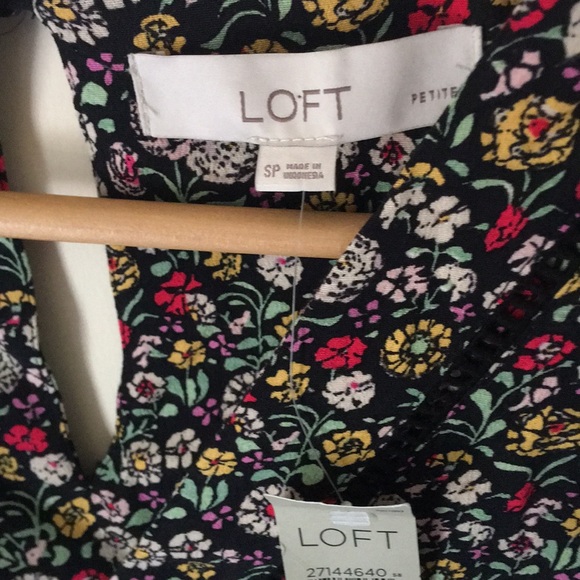 LOFT
PETITE
SP
MADE IN
INDONESIA
LOFT
27144640